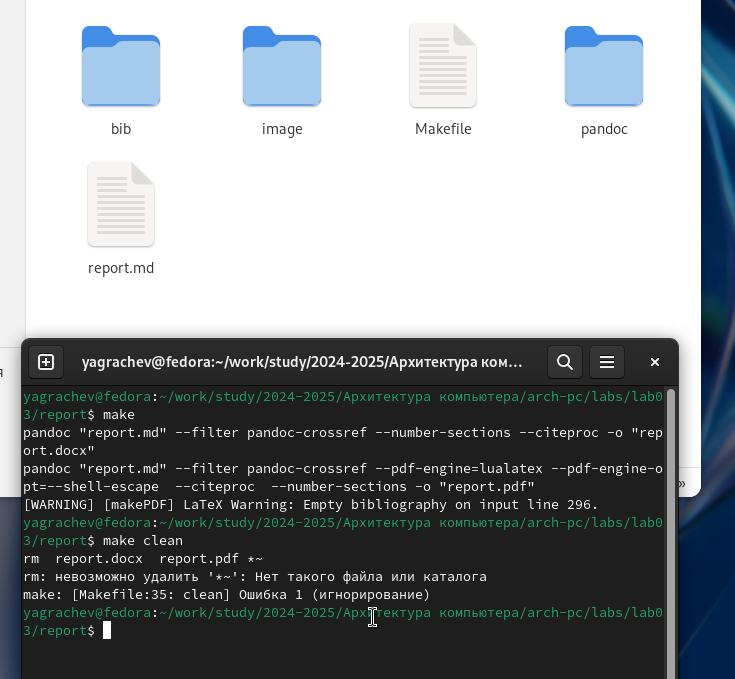 bib
image
Makefile
pandoc
report.md
я
»
yagrachev@fedora:~/work/study/2024-2025/Архитектура ком…
yagrachev@fedora:~/work/study/2024-2025/Архитектура компьютера/arch-pc/labs/lab0
3/report$ make
pandoc "report.md" --filter pandoc-crossref --number-sections --citeproc -o "rep
ort.docx"
pandoc "report.md" --filter pandoc-crossref --pdf-engine=lualatex --pdf-engine-o
pt=--shell-escape  --citeproc  --number-sections -o "report.pdf"
[WARNING] [makePDF] LaTeX Warning: Empty bibliography on input line 296.
yagrachev@fedora:~/work/study/2024-2025/Архитектура компьютера/arch-pc/labs/lab0
3/report$ make clean
rm  report.docx  report.pdf *~
rm: невозможно удалить '*~': Нет такого файла или каталога
make: [Makefile:35: clean] Ошибка 1 (игнорирование)
yagrachev@fedora:~/work/study/2024-2025/Архитектура компьютера/arch-pc/labs/lab0
3/report$